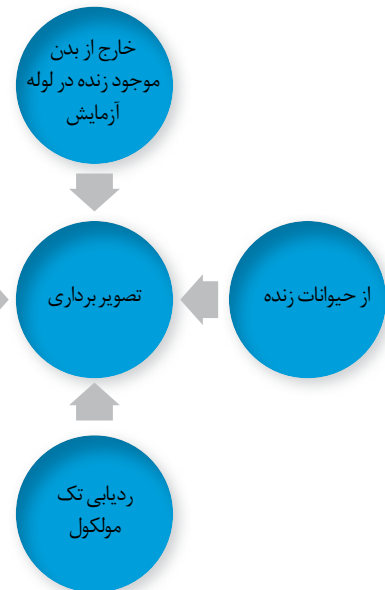 خارج از بدن
موجود زنده در لوله
آزمایش
از حیوانات زنده
تصویر برداری
ردیابی تک
مولکول